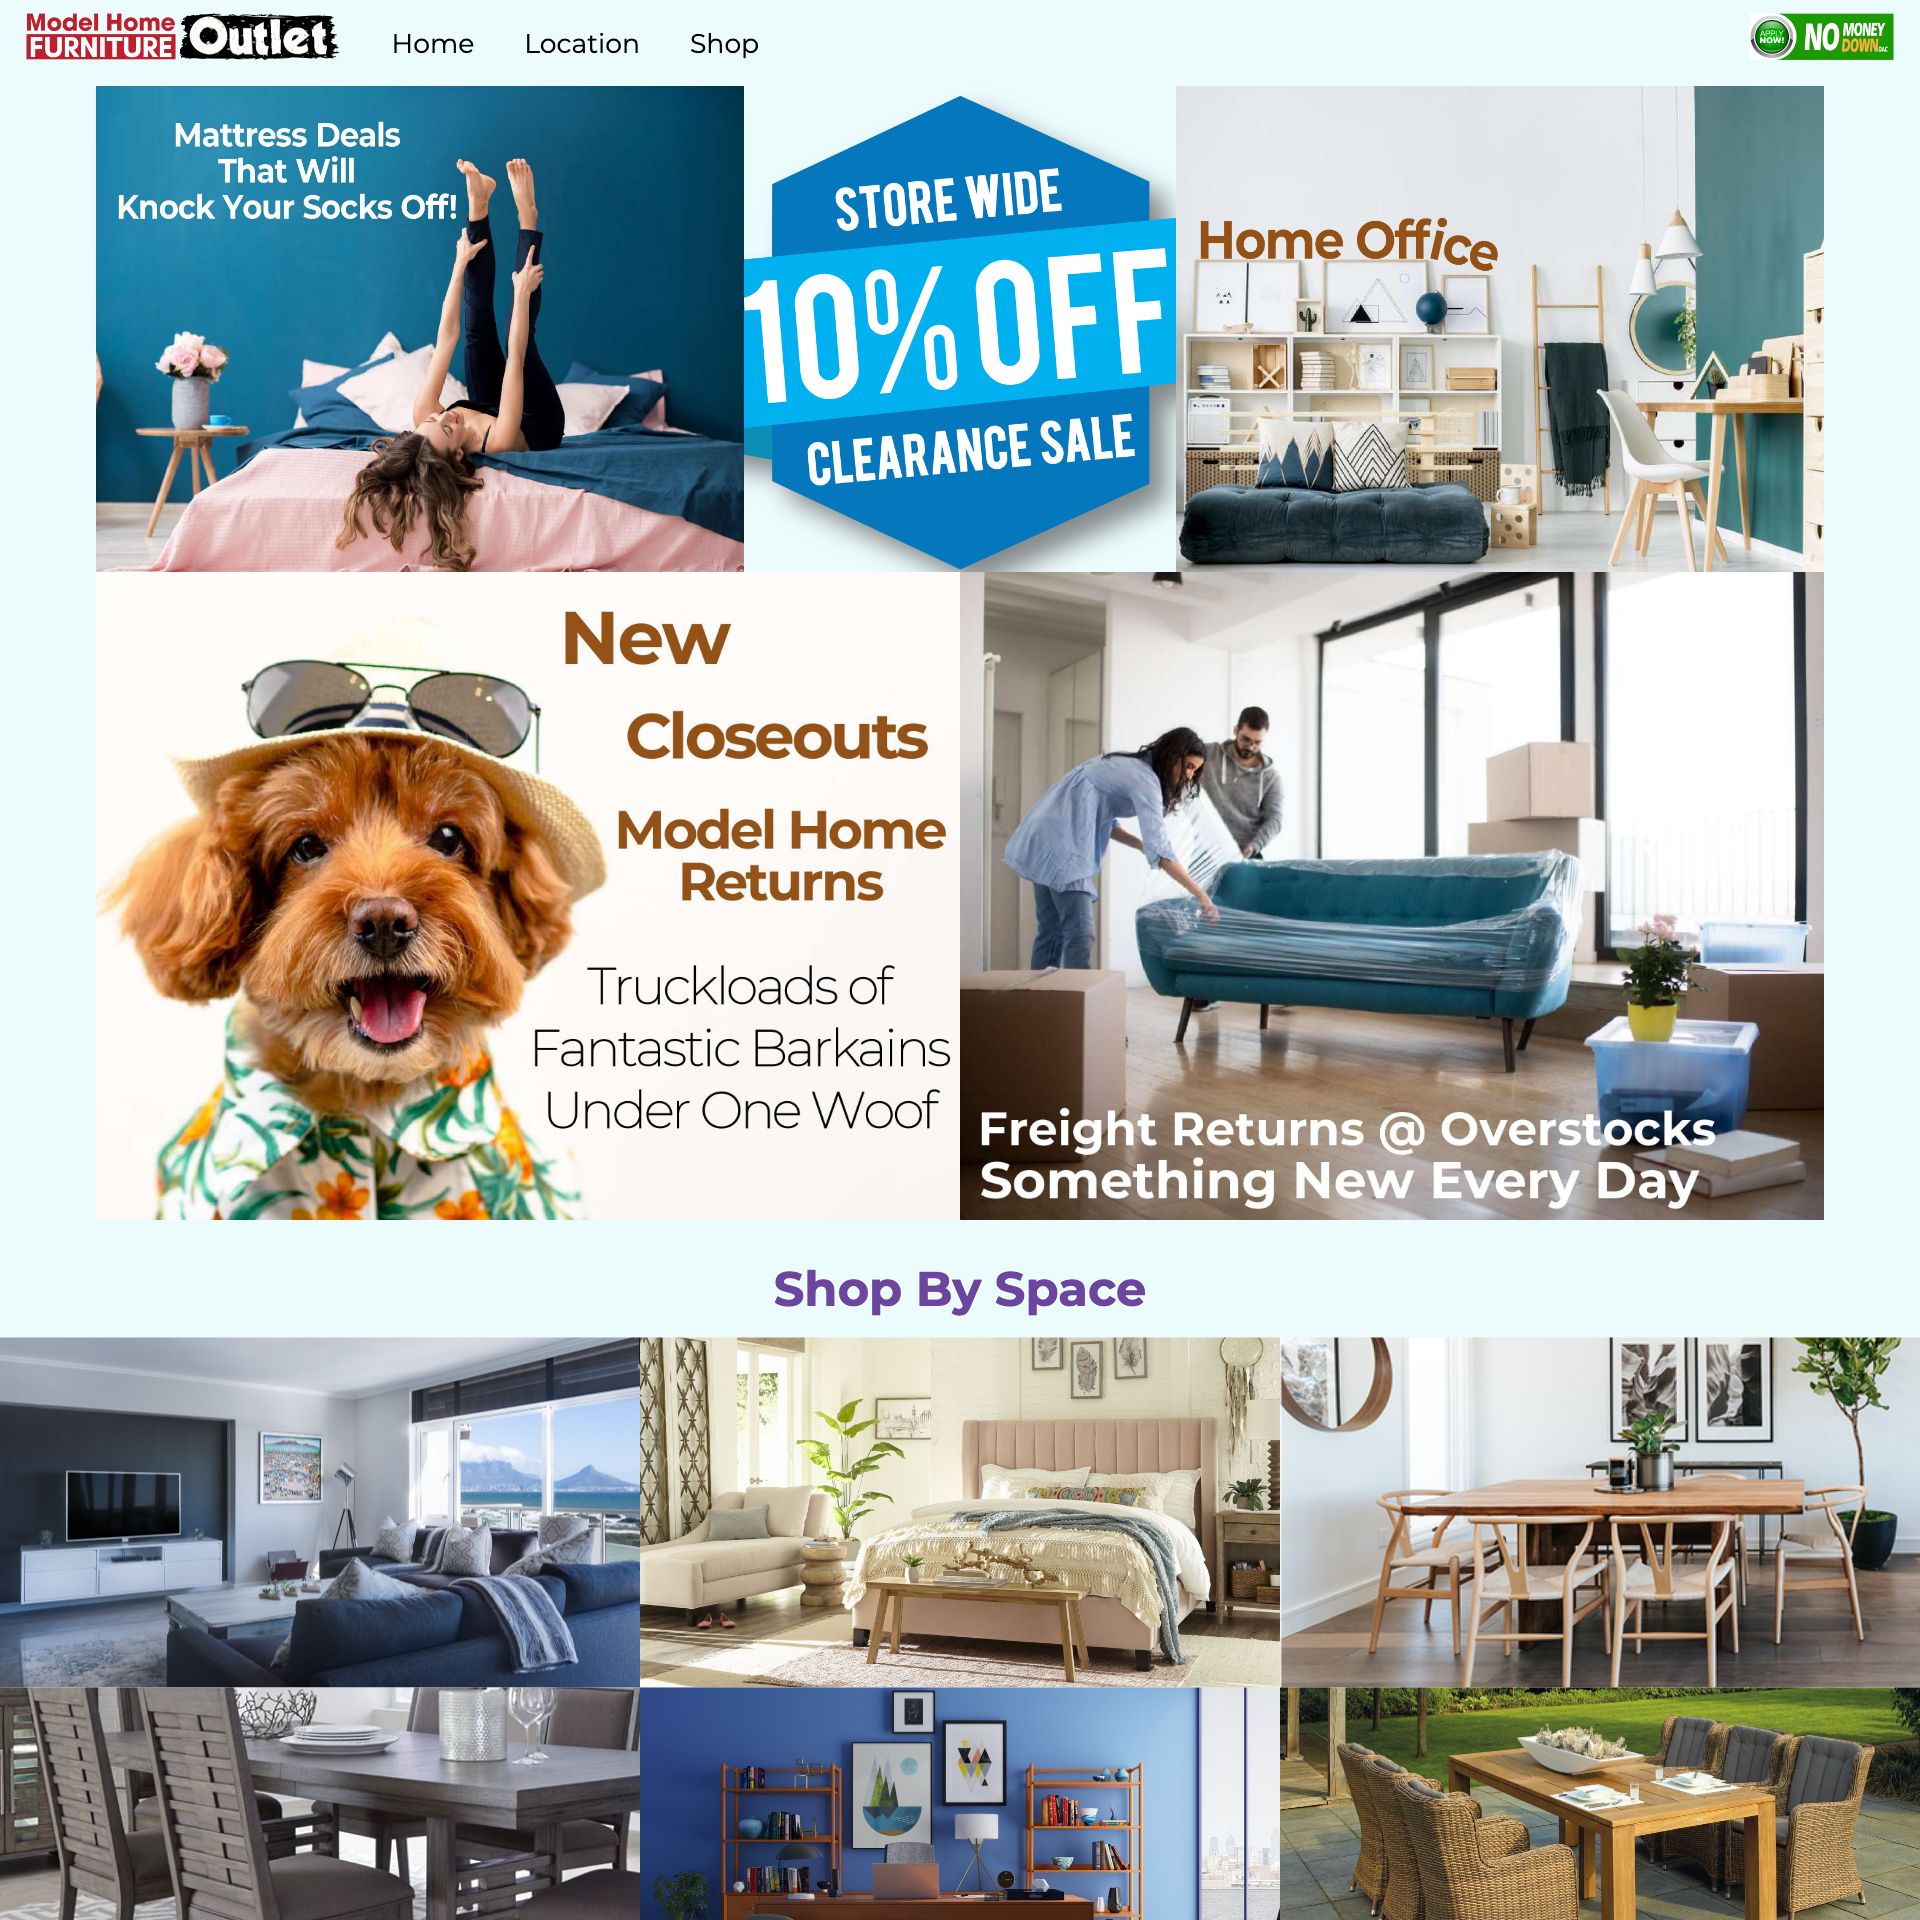 Model Home
FURNITURE
Outlet
Home
Location
Shop
APPLY
NOW!
NO
MONEY
DOWN OAC
Mattress Deals
That Will
Knock Your Socks Off!
STORE WIDE
10% OFF
CLEARANCE SALE
Home Office
New
Closeouts
Model Home
Returns
Truckloads of
Fantastic Barkains
Under One Woof
Freight Returns @ Overstocks
Something New Every Day
Shop By Space